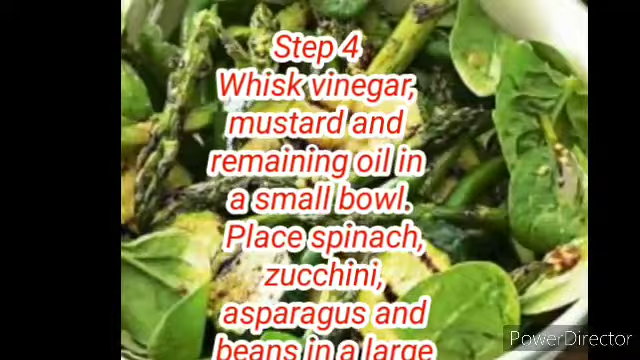 Step 4
Whisk vinegar,
mustard and
remaining oil in
a small bowl.
Place spinach,
zucchini,
asparagus and
beans in a large
PowerDirector